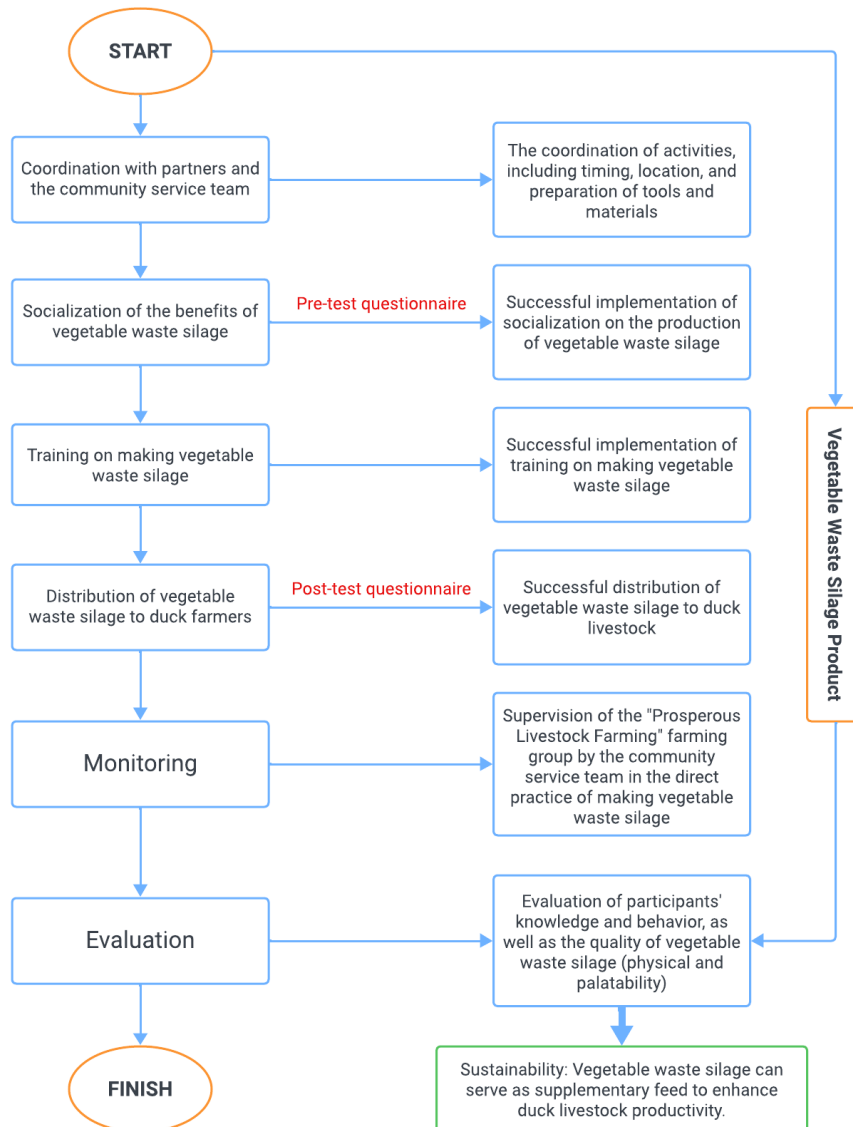 START
Coordination with partners and
the community service team
The coordination of activities,
including timing, location, and
preparation of tools and
materials
Socialization of the benefits of
vegetable waste silage
Pre-test questionnaire
Successful implementation of
socialization on the production
of vegetable waste silage
Training on making vegetable
waste silage
Successful implementation of
training on making vegetable
waste silage
Vegetable Waste Silage Product
Distribution of vegetable
waste silage to duck farmers
Post-test questionnaire
Successful distribution of
vegetable waste silage to duck
livestock
Monitoring
Supervision of the "Prosperous
Livestock Farming" farming
group by the community
service team in the direct
practice of making vegetable
waste silage
Evaluation
Evaluation of participants'
knowledge and behavior, as
well as the quality of vegetable
waste silage (physical and
palatability)
FINISH
Sustainability: Vegetable waste silage can
serve as supplementary feed to enhance
duck livestock productivity.